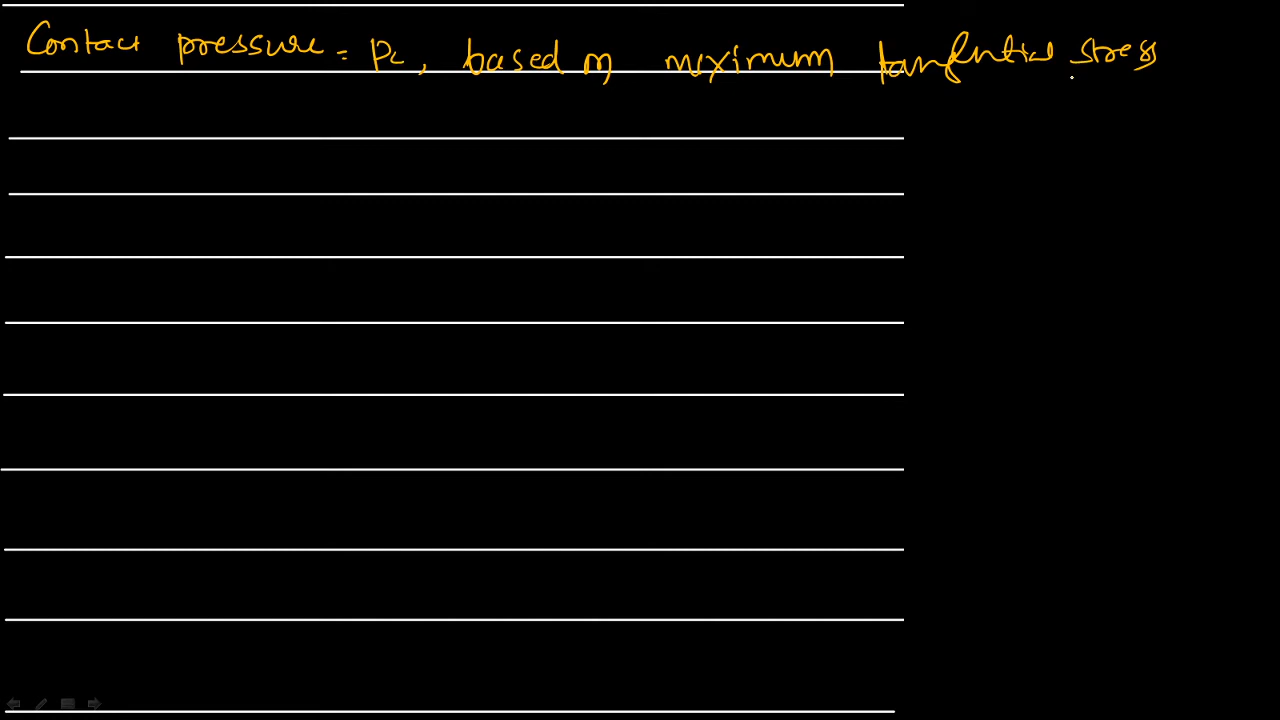 Contact pressure = Pc, based on maximum tangential stress